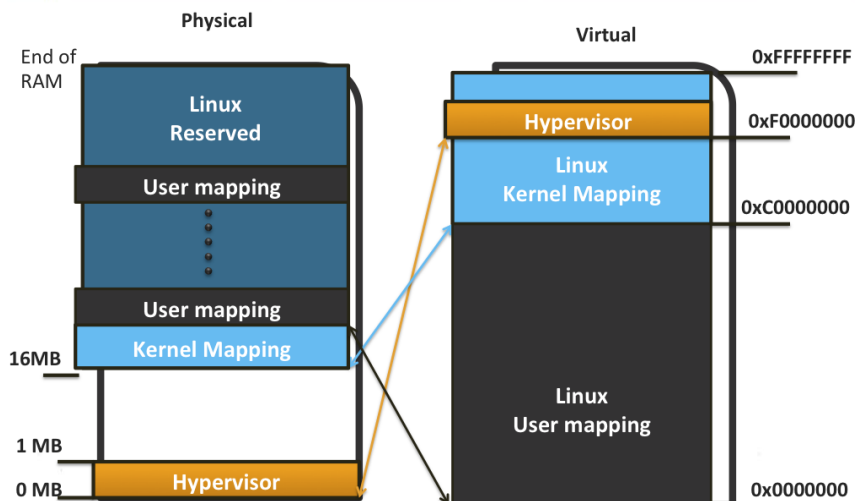 Physical
End of
RAM
Linux
Reserved
User mapping
User mapping
Kernel Mapping
16MB
1 MB
Hypervisor
0 MB
Virtual
0xFFFFFFFF
Hypervisor
0xF0000000
Linux
Kernel Mapping
0xC0000000
Linux
User mapping
0x0000000